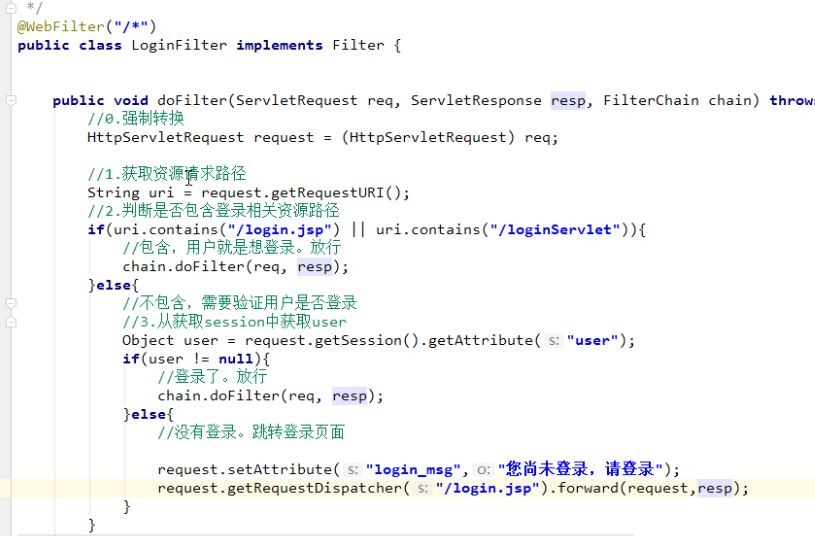 */
@WebFilter("/*")
public class LoginFilter implements Filter {
public void doFilter(ServletRequest req, ServletResponse resp, FilterChain chain) throws
//0.强制转换
HttpServletRequest request = (HttpServletRequest) req;
//1.获取资源请求路径
String uri = request.getRequestURI();
//2.判断是否包含登录相关资源路径
if(uri.contains("/login.jsp") || uri.contains("/loginServlet")){
//包含，用户就是想登录。放行
chain.doFilter(req, resp);
}else{
//不包含，需要验证用户是否登录
//3.从获取session中获取user
Object user = request.getSession().getAttribute( s: "user");
if(user != null){
//登录了。放行
chain.doFilter(req, resp);
}else{
//没有登录。跳转登录页面
request.setAttribute( s: "login_msg", o: "您尚未登录，请登录");
request.getRequestDispatcher( s: "/login.jsp").forward(request,resp);
}
}